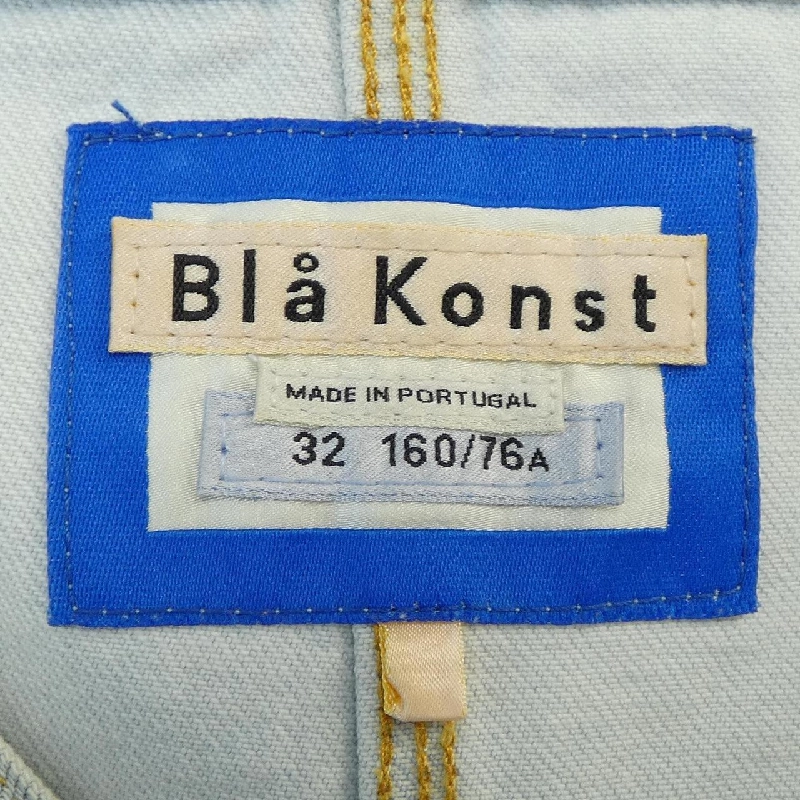 Blå Konst
MADE IN PORTUGAL
32 160/76A